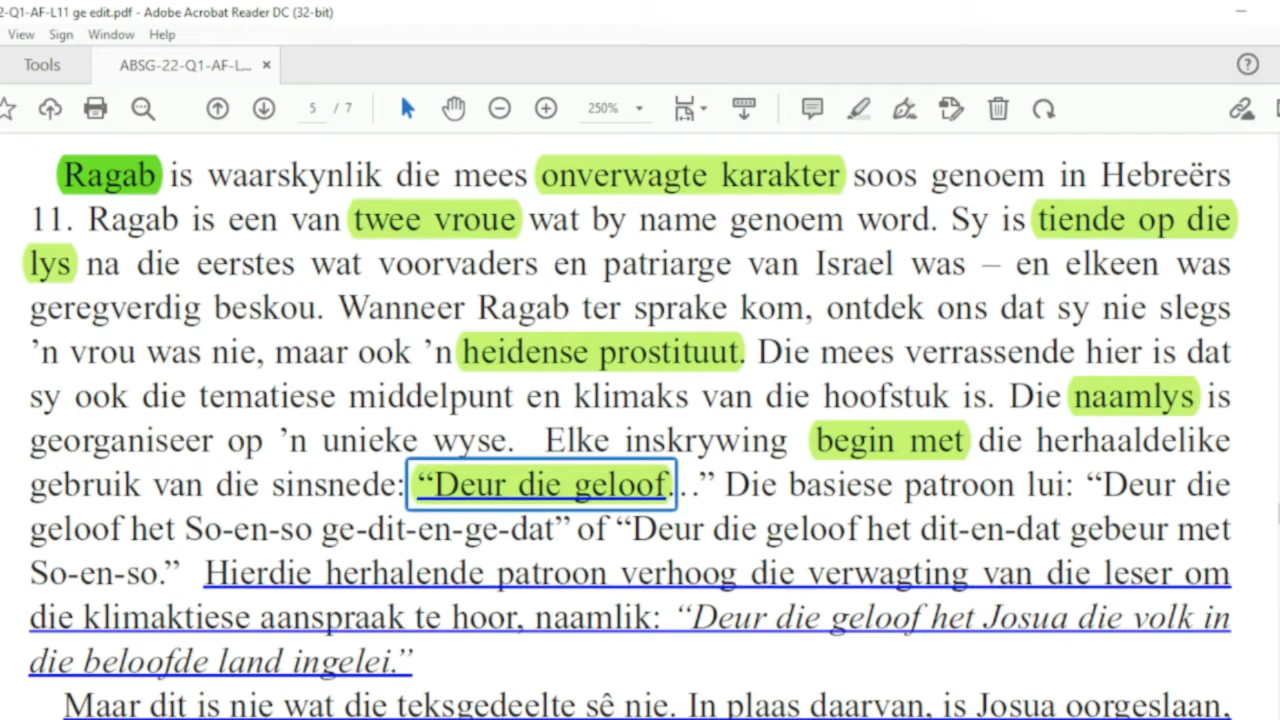 2-Q1-AF-L11 ge edit.pdf - Adobe Acrobat Reader DC (32-bit)
View Sign Window Help
Tools ABSG-22-Q1-AF-L... ×
5 / 7 250%
Ragab is waarskynlik die mees onverwagte karakter soos genoem in Hebreërs
11. Ragab is een van twee vroue wat by name genoem word. Sy is tiende op die
lys na die eerstes wat voorvaders en patriarge van Israel was – en elkeen was
geregverdig beskou. Wanneer Ragab ter sprake kom, ontdek ons dat sy nie slegs
’n vrou was nie, maar ook ’n heidense prostituut. Die mees verrassende hier is dat
sy ook die tematiese middelpunt en klimaks van die hoofstuk is. Die naamlys is
georganiseer op ’n unieke wyse. Elke inskrywing begin met die herhaaldelike
gebruik van die sinsnede: “Deur die geloof…” Die basiese patroon lui: “Deur die
geloof het So-en-so ge-dit-en-ge-dat” of “Deur die geloof het dit-en-dat gebeur met
So-en-so.” Hierdie herhalende patroon verhoog die verwagting van die leser om
die klimaktiese aanspraak te hoor, naamlik: “Deur die geloof het Josua die volk in
die beloofde land ingelei.”
Maar dit is nie wat die teksgedeelte sê nie. In plaas daarvan, is Josua oorgeslaan,